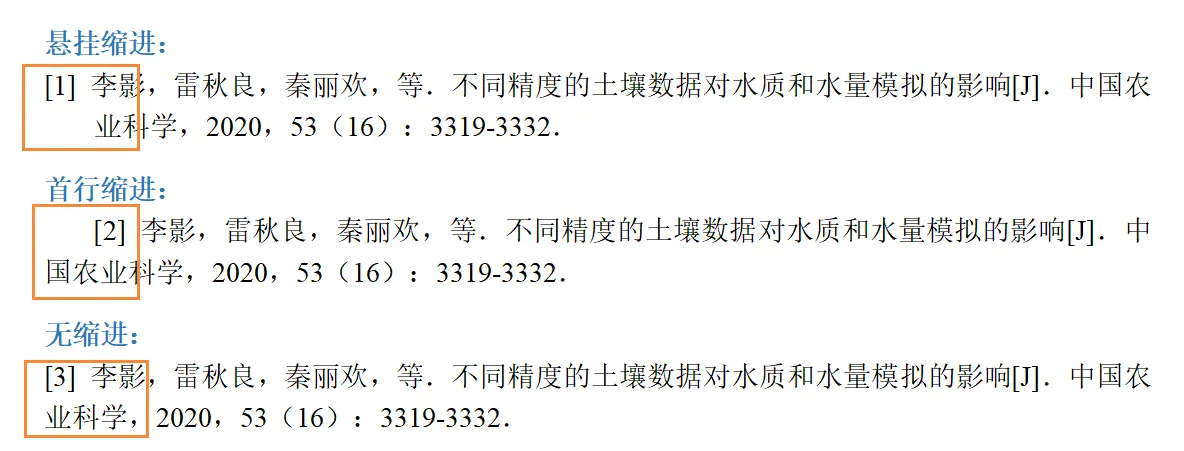 悬挂缩进：
[1] 李影，雷秋良，秦丽欢，等．不同精度的土壤数据对水质和水量模拟的影响[J]．中国农
业科学，2020，53（16）：3319-3332．
首行缩进：
[2] 李影，雷秋良，秦丽欢，等．不同精度的土壤数据对水质和水量模拟的影响[J]．中
国农业科学，2020，53（16）：3319-3332．
无缩进：
[3] 李影，雷秋良，秦丽欢，等．不同精度的土壤数据对水质和水量模拟的影响[J]．中国农
业科学，2020，53（16）：3319-3332．